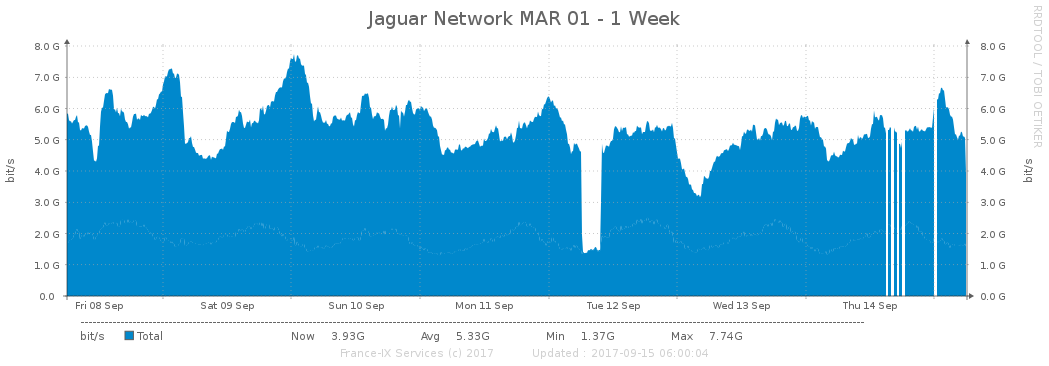 Jaguar Network MAR 01 - 1 Week
RRDTOOL / TOBI OETIKER
8.0 G 8.0 G
7.0 G 7.0 G
6.0 G 6.0 G
5.0 G 5.0 G
4.0 G 4.0 G
3.0 G 3.0 G
2.0 G 2.0 G
1.0 G 1.0 G
0.0 0.0 G
bit/s bit/s
Fri 08 Sep Sat 09 Sep Sun 10 Sep Mon 11 Sep Tue 12 Sep Wed 13 Sep Thu 14 Sep
bit/s Total Now 3.93G Avg 5.33G Min 1.37G Max 7.74G
France-IX Services (c) 2017 Updated : 2017-09-15 06:00:04